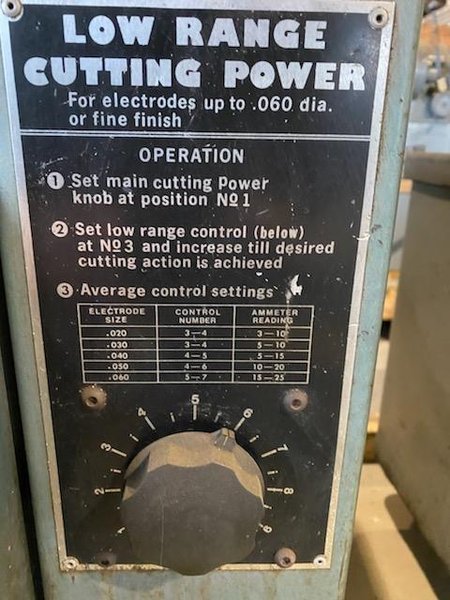 LOW RANGE
CUTTING POWER
For electrodes up to .060 dia.
or fine finish
OPERATION
1 Set main cutting Power
knob at position No 1
2 Set low range control (below)
at No 3 and increase till desired
cutting action is achieved
3 Average control settings
ELECTRODE SIZE CONTROL NUMBER AMMETER READING
.020 3—4 3—10
.030 3—4 5—10
.040 4—5 5—15
.050 4—6 10—20
.060 5—7 15—25
1 2 3 4 5 6 7 8 9